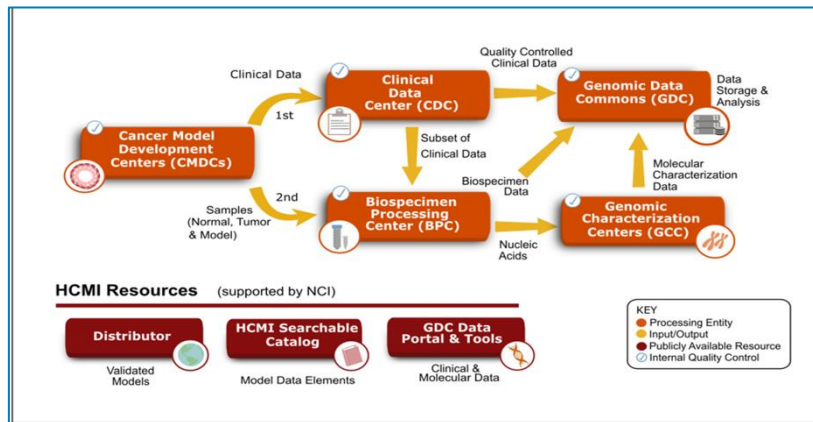 Quality Controlled
Clinical Data
Clinical Data
1st
Clinical
Data
Center (CDC)
Genomic Data
Commons (GDC)
Data
Storage &
Analysis
Cancer Model
Development
Centers (CMDCs)
Subset of
Clinical Data
Molecular
Characterization
Data
2nd
Samples
(Normal, Tumor
& Model)
Biospecimen
Processing
Center (BPC)
Biospecimen
Data
Nucleic
Acids
Genomic
Characterization
Centers (GCC)
HCMI Resources (supported by NCI)
Distributor
Validated
Models
HCMI Searchable
Catalog
Model Data Elements
GDC Data
Portal & Tools
Clinical &
Molecular Data
KEY
Processing Entity
Input/Output
Publicly Available Resource
Internal Quality Control